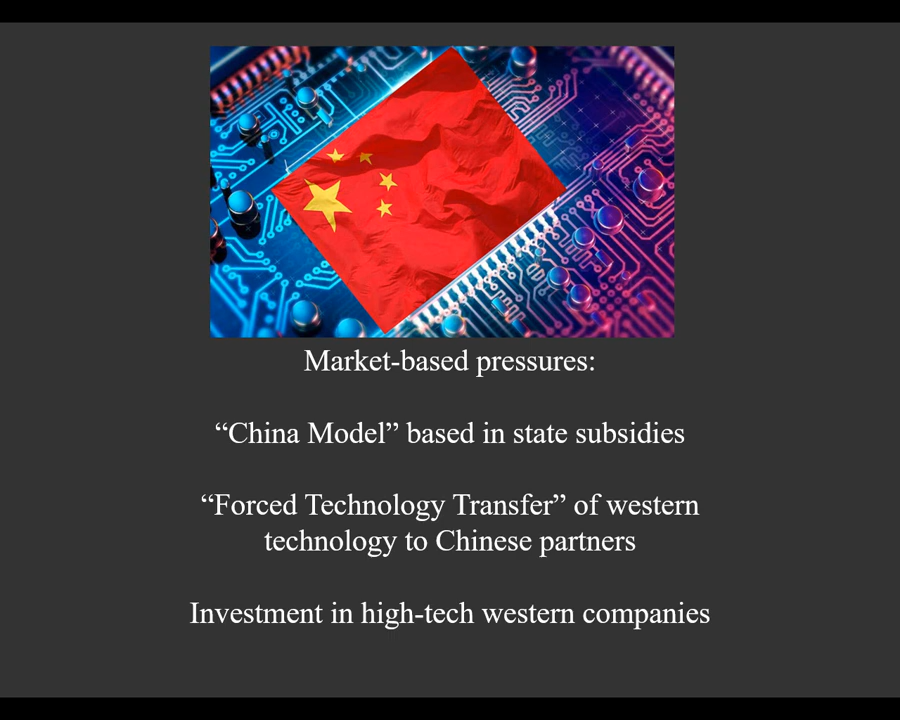 Market-based pressures:
“China Model” based in state subsidies
“Forced Technology Transfer” of western
technology to Chinese partners
Investment in high-tech western companies